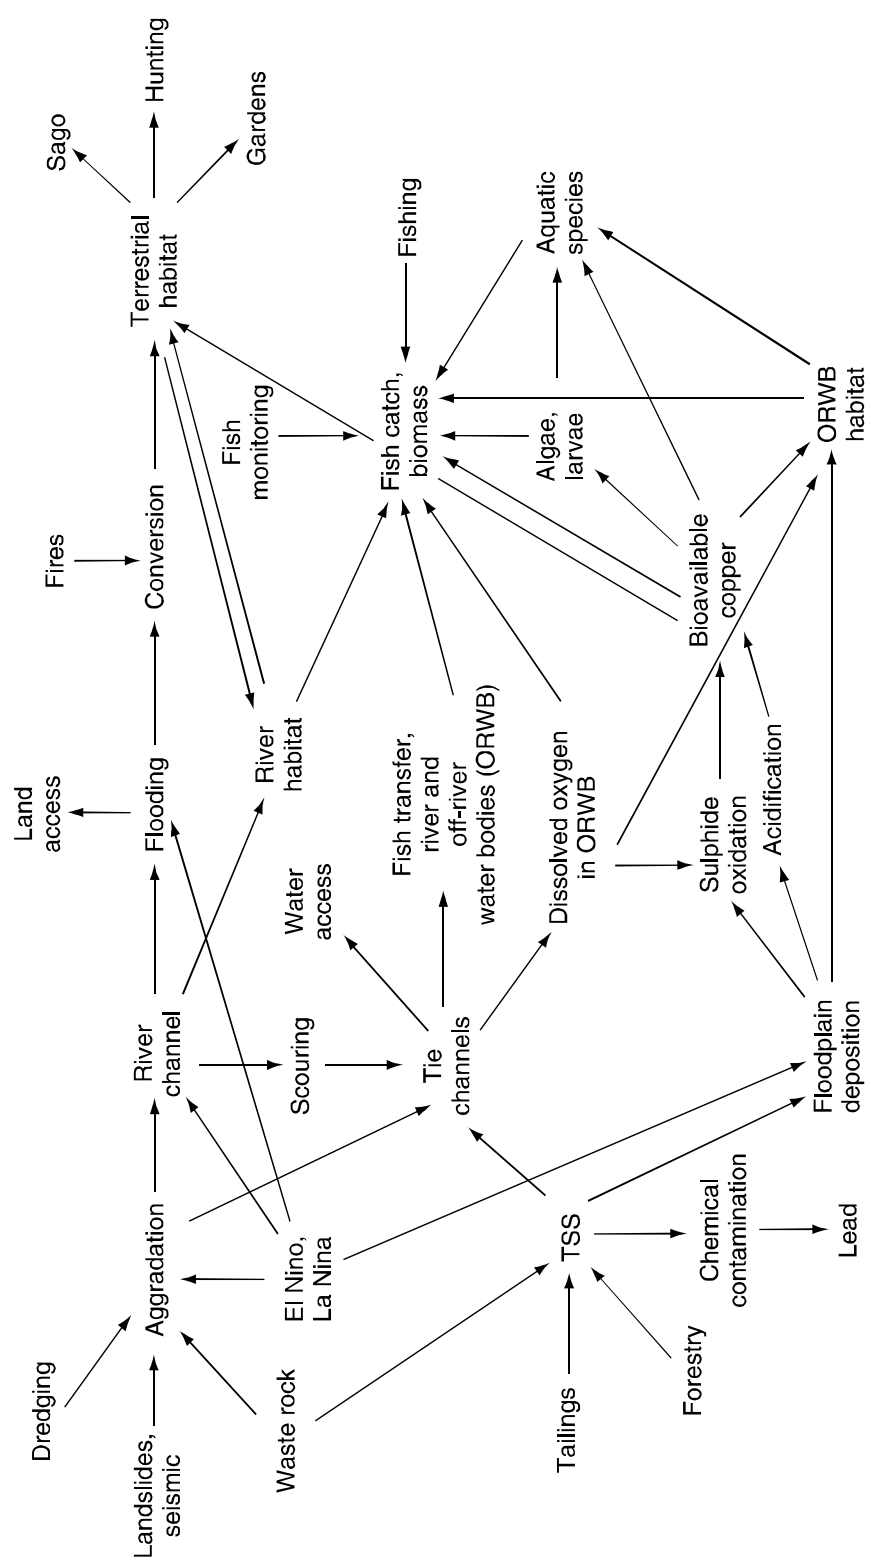 Dredging
Land
access
Fires
Sago
Landslides,
seismic
Aggradation
River
channel
Flooding
Conversion
Terrestrial
habitat
Hunting
Gardens
Waste rock
El Nino,
La Nina
Scouring
Water
access
River
habitat
Fish
monitoring
Tie
channels
Fish transfer,
river and
off-river
water bodies (ORWB)
Fish catch,
biomass
Fishing
Tailings
TSS
Dissolved oxygen
in ORWB
Algae,
larvae
Aquatic
species
Forestry
Chemical
contamination
Sulphide
oxidation
Acidification
Bioavailable
copper
Lead
Floodplain
deposition
ORWB
habitat